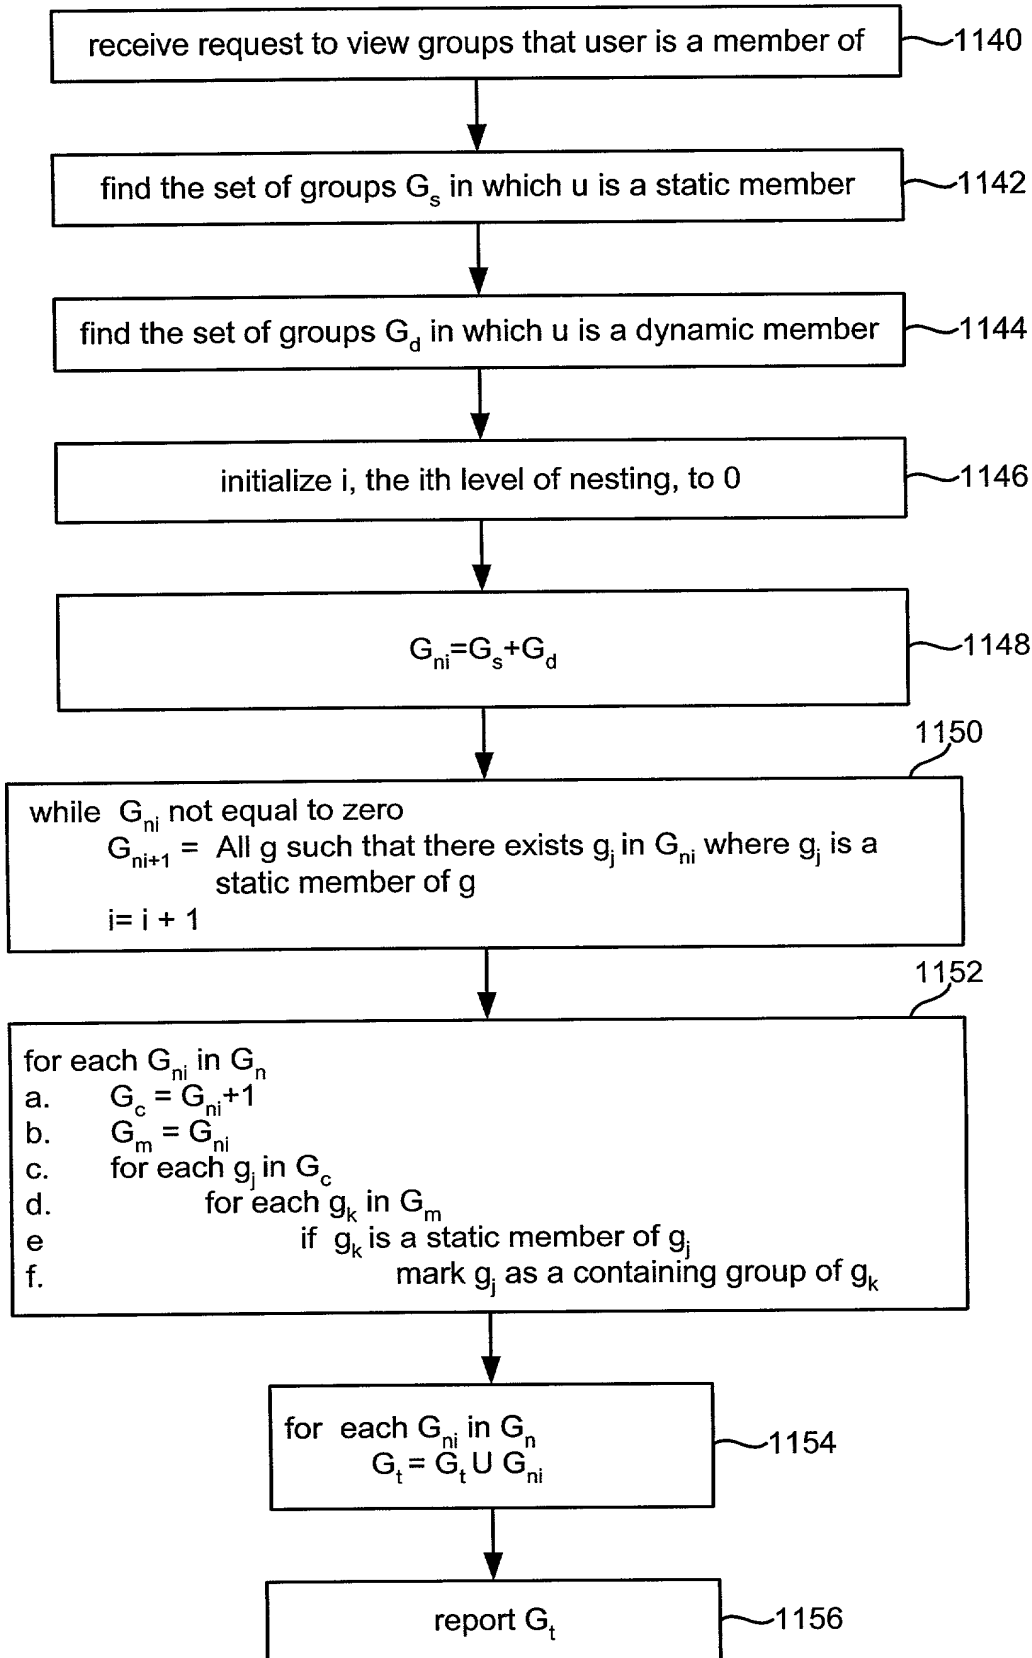 receive request to view groups that user is a member of
1140
find the set of groups Gs in which u is a static member
1142
find the set of groups Gd in which u is a dynamic member
1144
initialize i, the ith level of nesting, to 0
1146
Gni=Gs+Gd
1148
1150
while Gni not equal to zero
Gni+1 = All g such that there exists gj in Gni where gj is a
static member of g
i= i + 1
1152
for each Gni in Gn
a. Gc = Gni+1
b. Gm = Gni
c. for each gj in Gc
d. for each gk in Gm
e if gk is a static member of gj
f. mark gj as a containing group of gk
for each Gni in Gn
Gt = Gt U Gni
1154
report Gt
1156